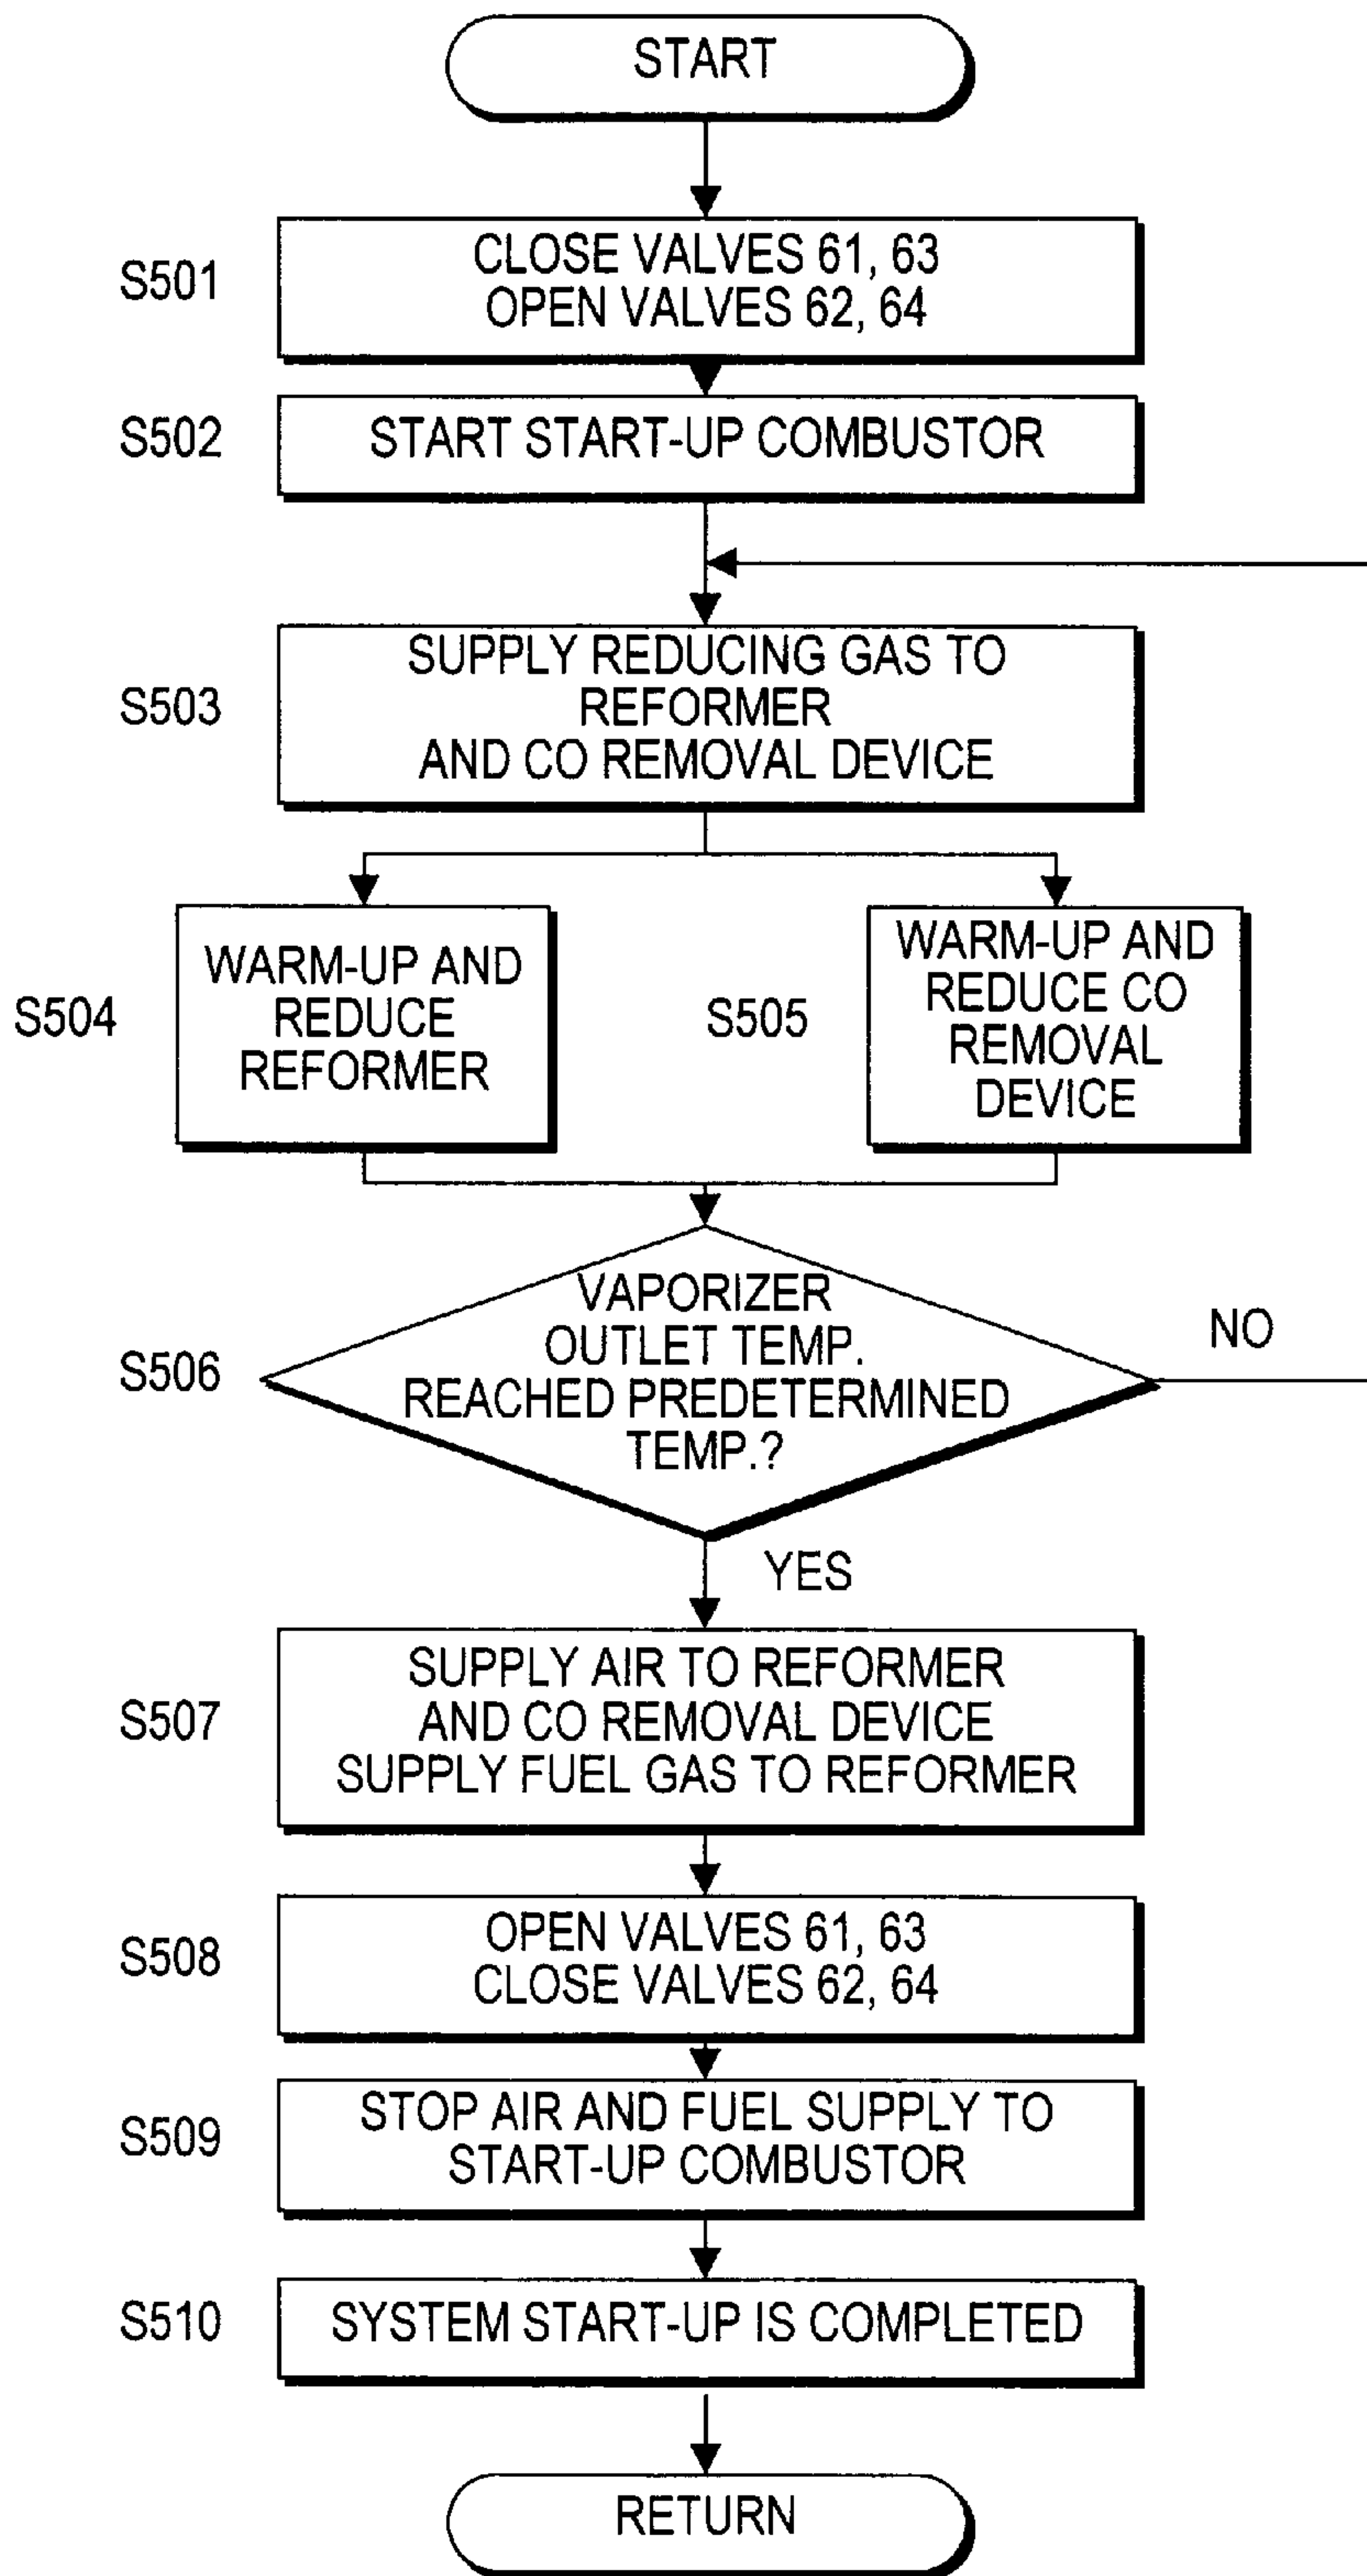 START
S501
CLOSE VALVES 61, 63
OPEN VALVES 62, 64
S502
START START-UP COMBUSTOR
S503
SUPPLY REDUCING GAS TO
REFORMER
AND CO REMOVAL DEVICE
S504
WARM-UP AND
REDUCE
REFORMER
S505
WARM-UP AND
REDUCE CO
REMOVAL
DEVICE
S506
VAPORIZER
OUTLET TEMP.
REACHED PREDETERMINED
TEMP.?
NO
YES
S507
SUPPLY AIR TO REFORMER
AND CO REMOVAL DEVICE
SUPPLY FUEL GAS TO REFORMER
S508
OPEN VALVES 61, 63
CLOSE VALVES 62, 64
S509
STOP AIR AND FUEL SUPPLY TO
START-UP COMBUSTOR
S510
SYSTEM START-UP IS COMPLETED
RETURN